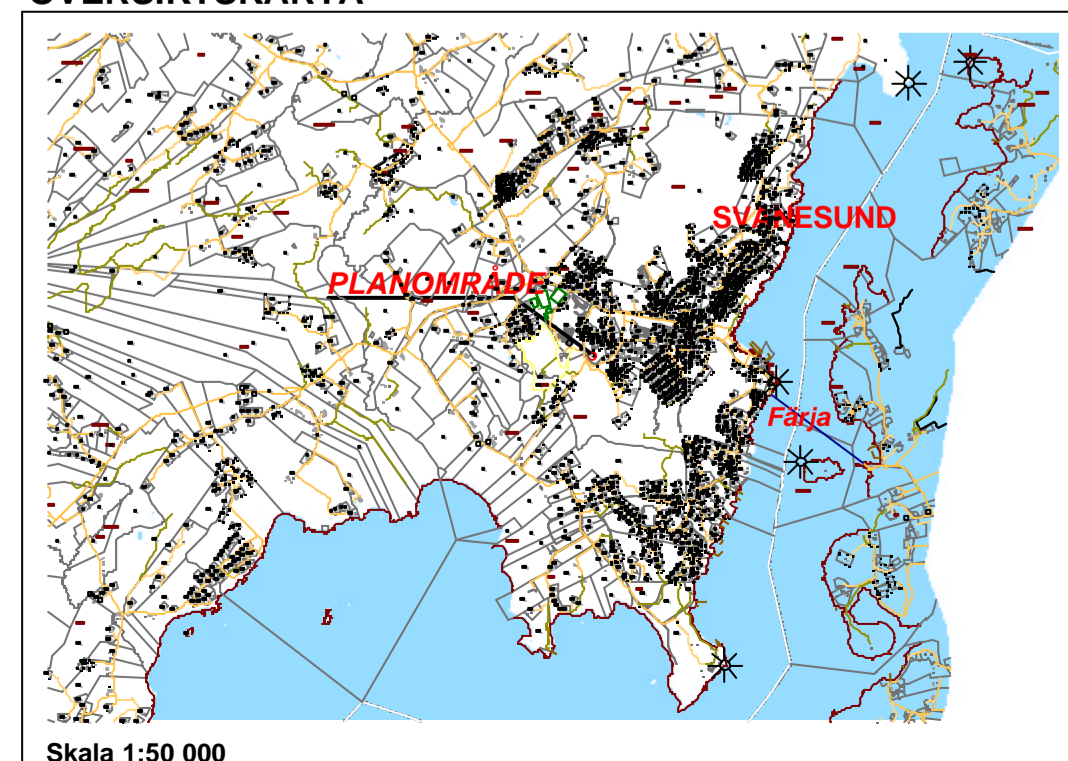 ÖVERSIKTSKARTA
SVANESUND
PLANOMRÅDE
Färja
Skala 1:50 000